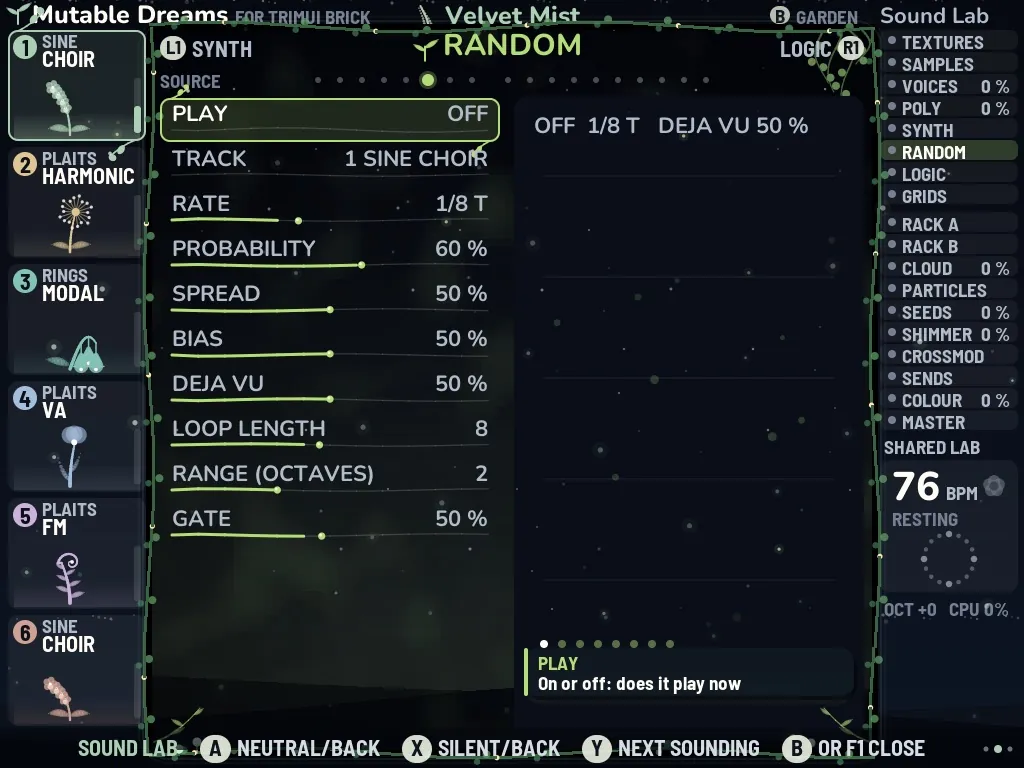 Mutable Dreams FOR TRIMUI BRICK
Velvet Mist
B GARDEN
Sound Lab
1 SINE
CHOIR
2 PLAITS
HARMONIC
3 RINGS
MODAL
4 PLAITS
VA
5 PLAITS
FM
6 SINE
CHOIR
L1 SYNTH
RANDOM
LOGIC R1
SOURCE
PLAY OFF
TRACK 1 SINE CHOIR
RATE 1/8 T
PROBABILITY 60 %
SPREAD 50 %
BIAS 50 %
DEJA VU 50 %
LOOP LENGTH 8
RANGE (OCTAVES) 2
GATE 50 %
OFF 1/8 T DEJA VU 50 %
PLAY
On or off: does it play now
TEXTURES
SAMPLES
VOICES 0 %
POLY 0 %
SYNTH
RANDOM
LOGIC
GRIDS
RACK A
RACK B
CLOUD 0 %
PARTICLES
SEEDS 0 %
SHIMMER 0 %
CROSSMOD
SENDS
COLOUR 0 %
MASTER
SHARED LAB
76 BPM
RESTING
OCT +0 CPU 0%
SOUND LAB A NEUTRAL/BACK X SILENT/BACK Y NEXT SOUNDING B OR F1 CLOSE